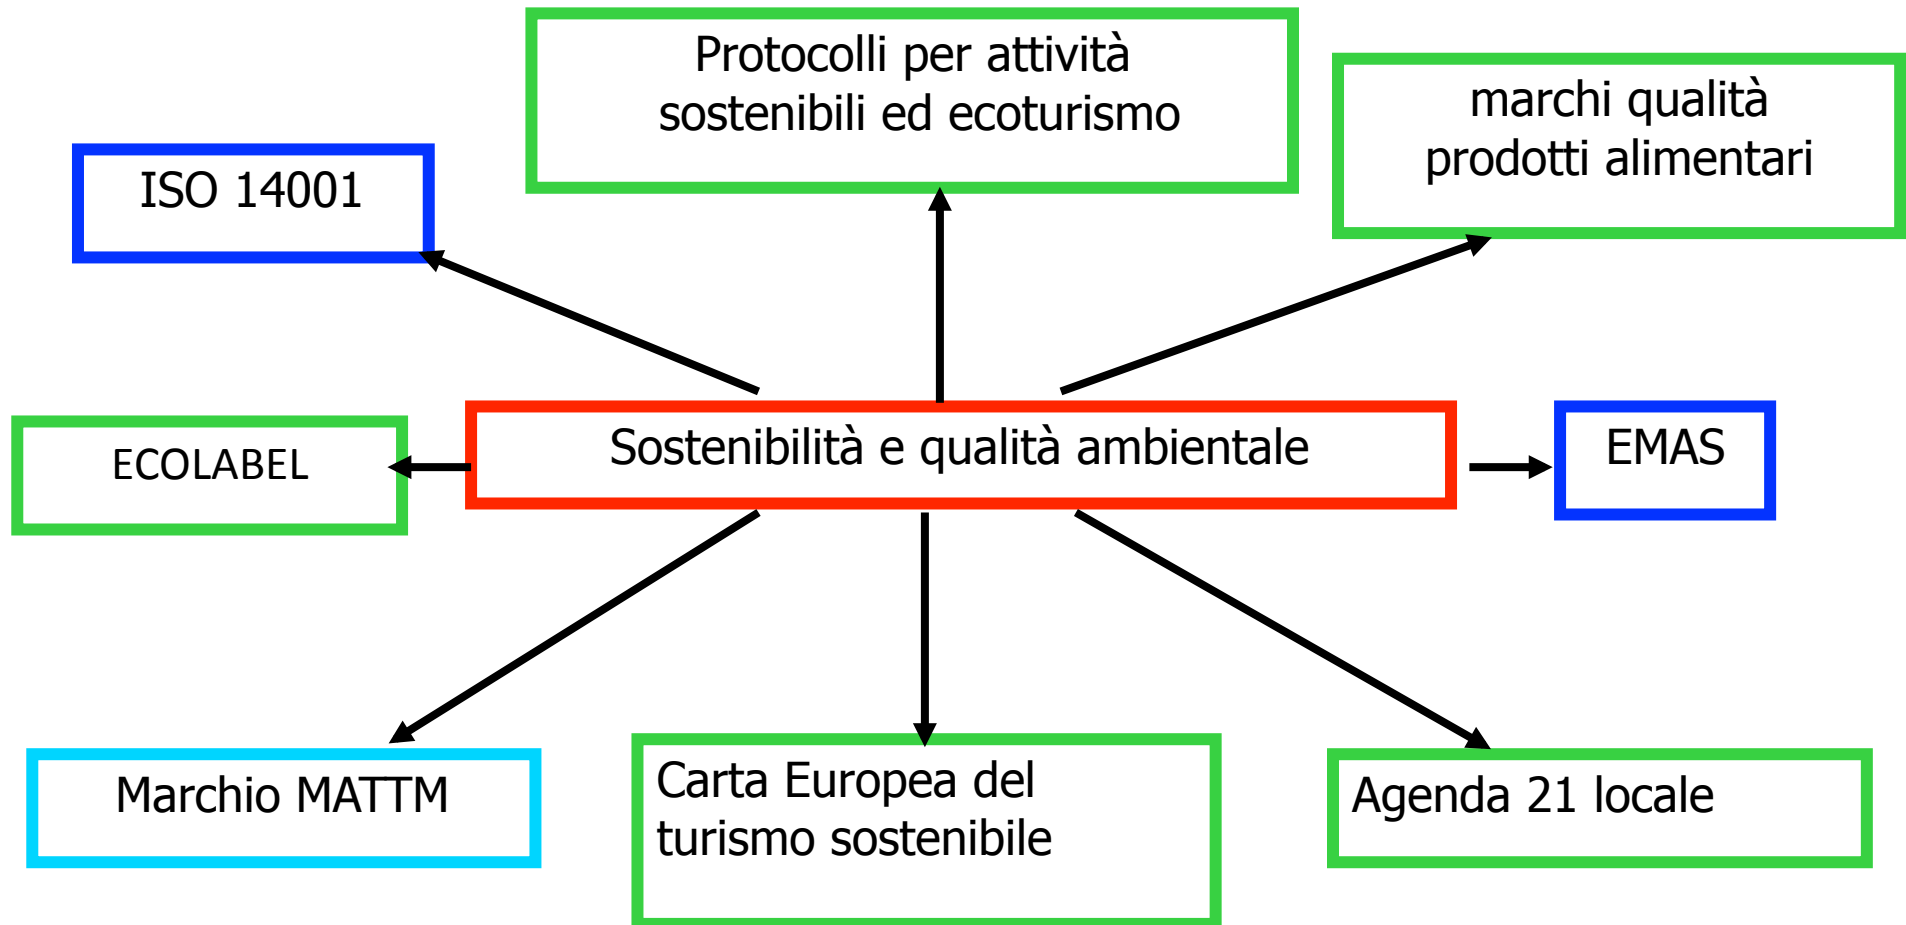 Protocolli per attività
sostenibili ed ecoturismo
marchi qualità
prodotti alimentari
ISO 14001
Sostenibilità e qualità ambientale
EMAS
ECOLABEL
Marchio MATTM
Carta Europea del
turismo sostenibile
Agenda 21 locale